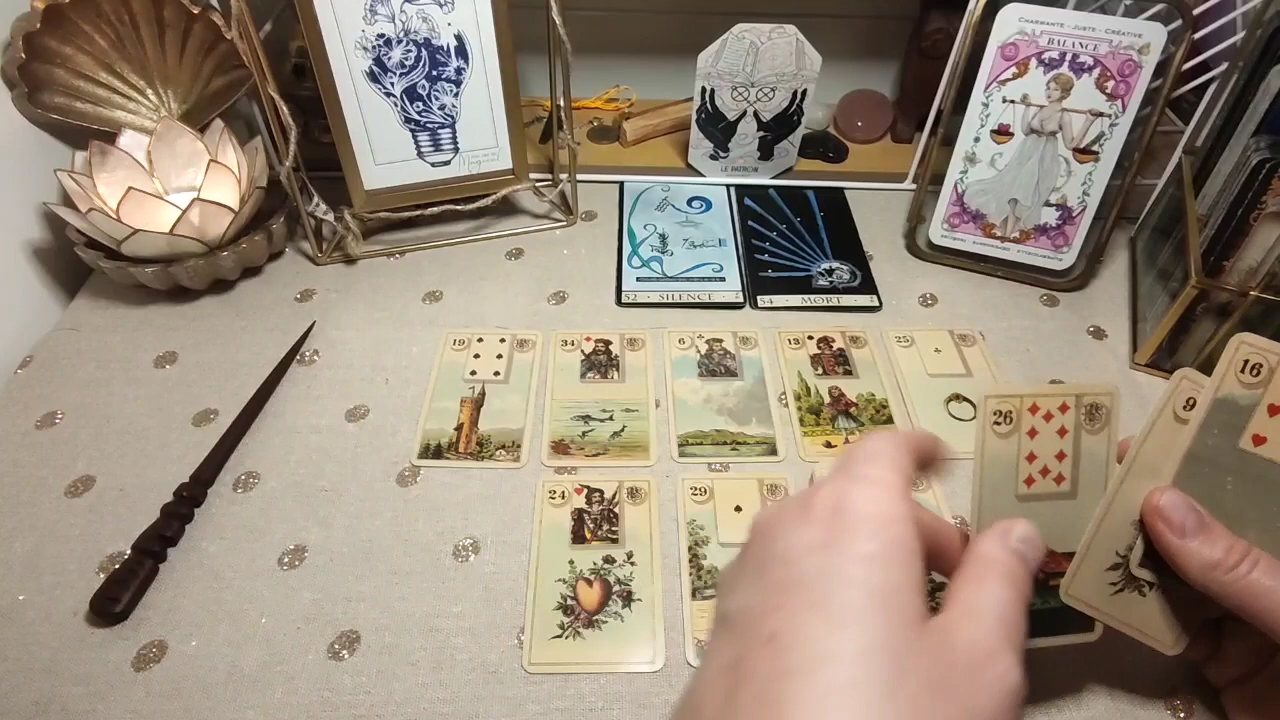 CHARMANTE - JUSTE - CRÉATIVE
BALANCE
LE PATRON
52 • SILENCE •
54 • MORT •
19
34
6
13
25
26
9
16
24
29